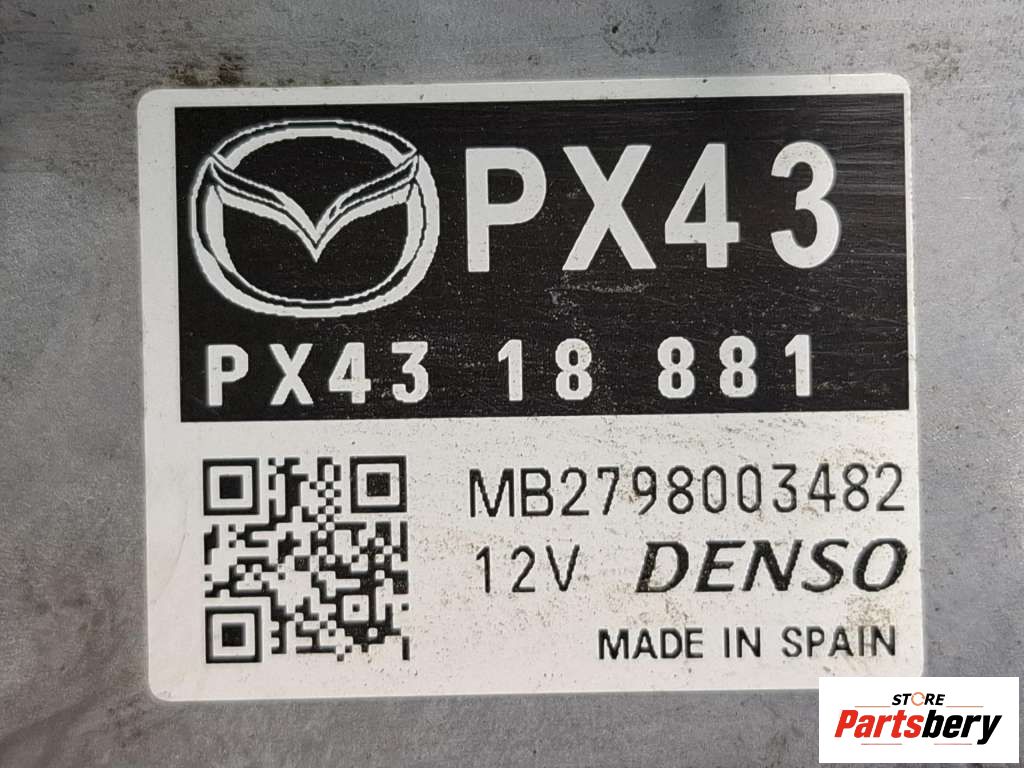 PX43
PX43 18 881
MB2798003482
12V DENSO
MADE IN SPAIN
STORE
Partsbery